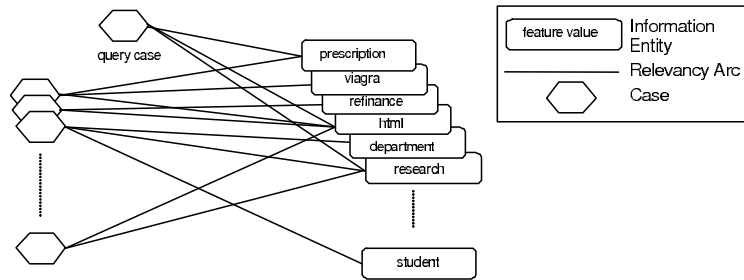 query case
prescription
viagra
refinance
html
department
research
student
feature value
Information
Entity
Relevancy Arc
Case